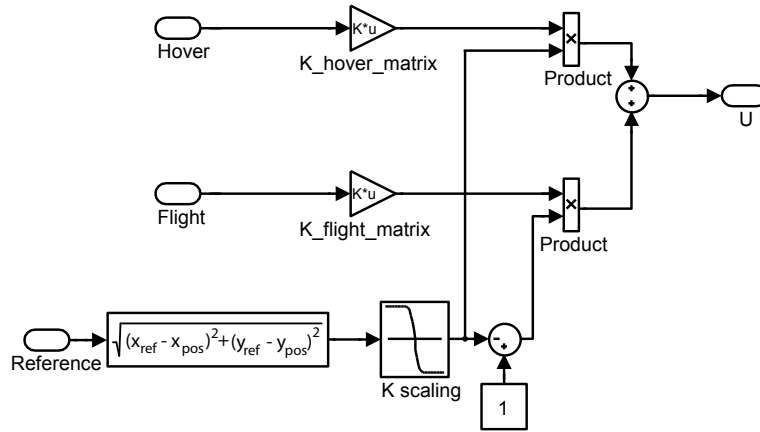 K*u
×
Hover
K_hover_matrix
Product
+
+
U
K*u
×
Flight
K_flight_matrix
Product
√(x_ref - x_pos)²+(y_ref - y_pos)²
-
+
Reference
K scaling
1